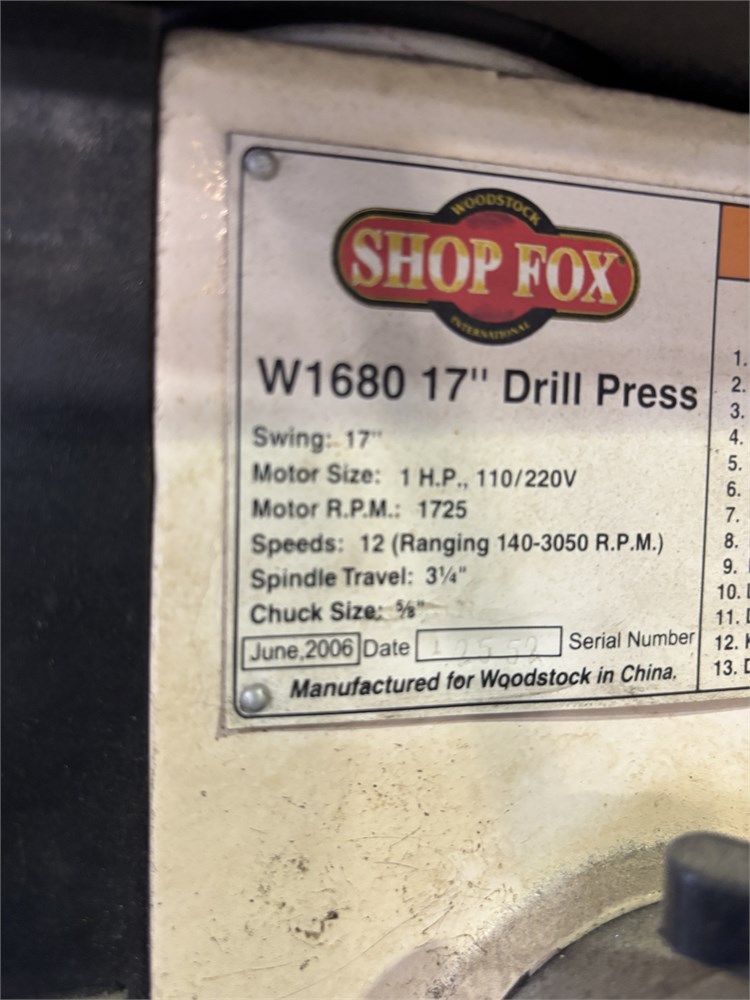 WOODSTOCK
SHOP FOX
INTERNATIONAL
W1680 17" Drill Press
Swing: 17"
Motor Size: 1 H.P., 110/220V
Motor R.P.M.: 1725
Speeds: 12 (Ranging 140-3050 R.P.M.)
Spindle Travel: 3¼"
Chuck Size: ⅝"
June,2006 Date Serial Number
Manufactured for Woodstock in China.
1.
2.
3.
4.
5.
6.
7.
8.
9.
10.
11.
12.
13.